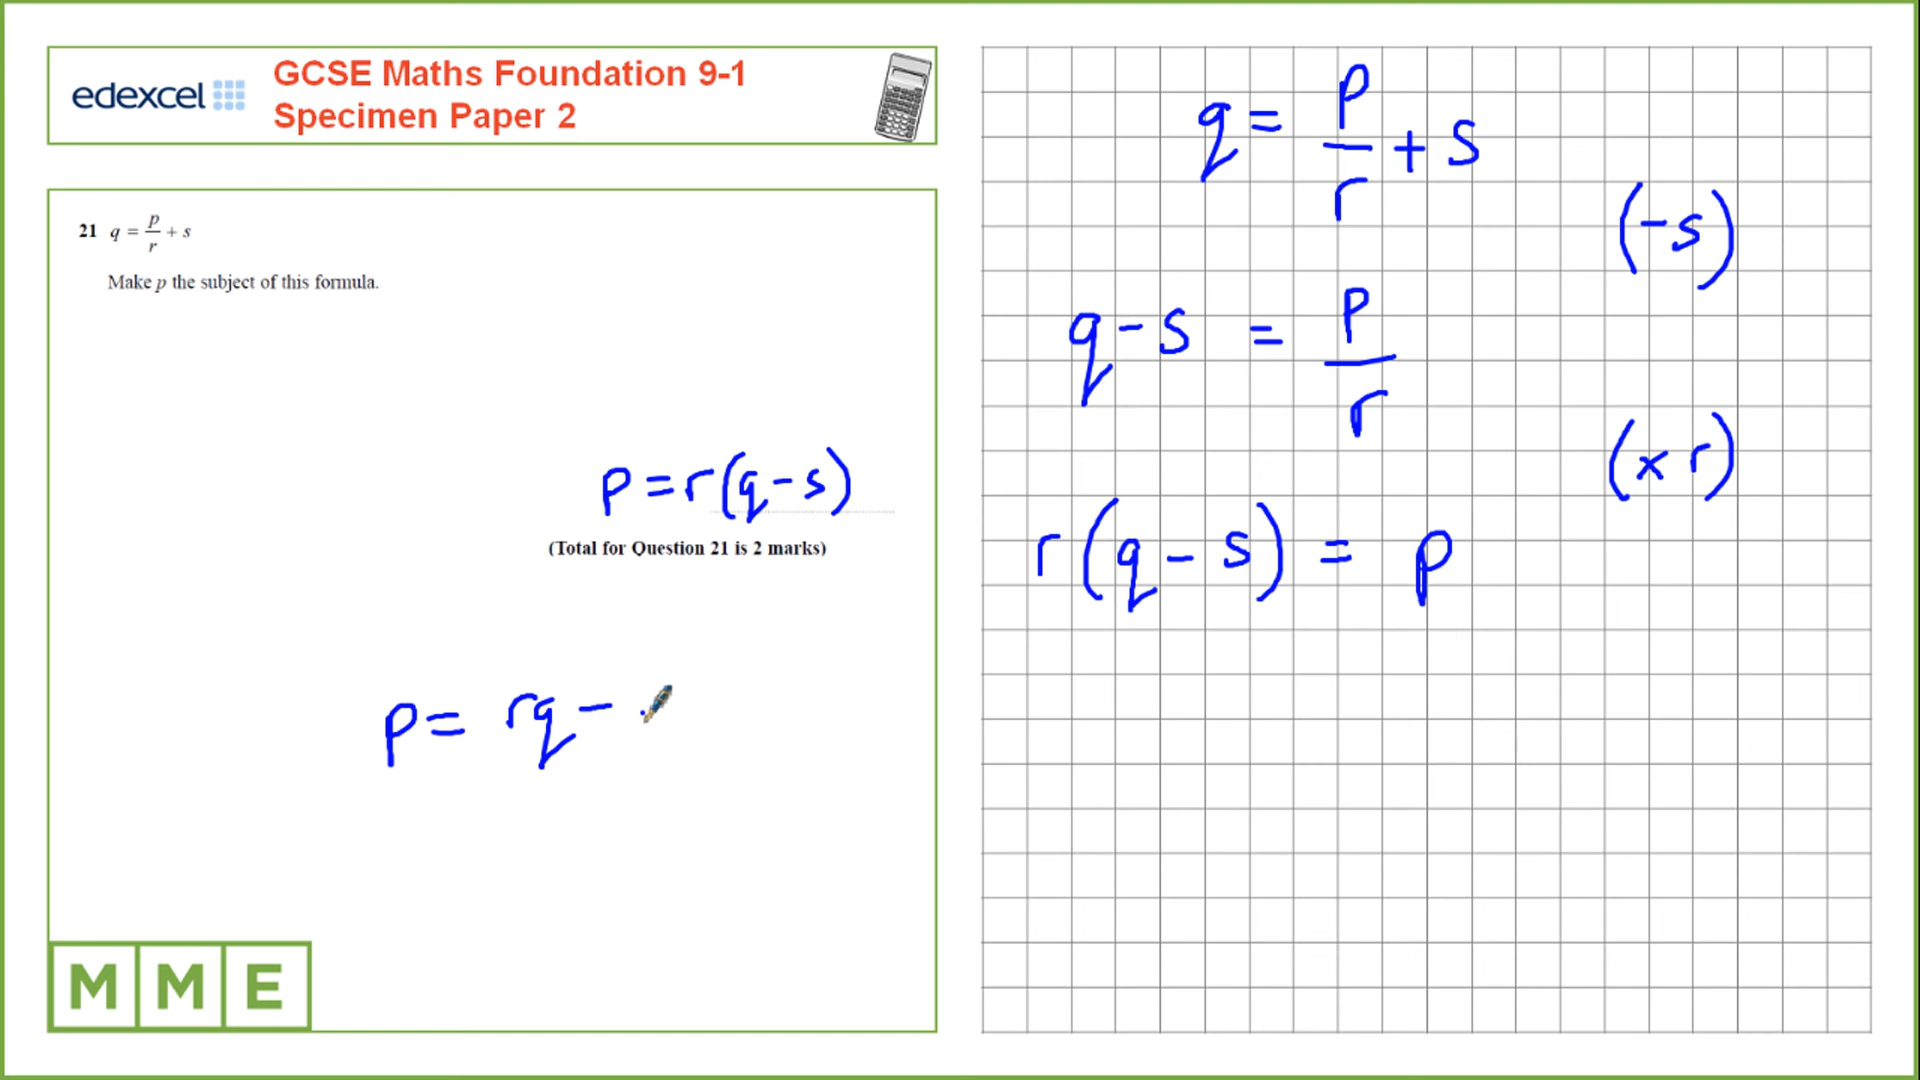 edexcel
GCSE Maths Foundation 9-1
Specimen Paper 2
21 q = p/r + s
Make p the subject of this formula.
p = r(q - s)
(Total for Question 21 is 2 marks)
p = rq -
MME
q = p/r + s
(-s)
q - s = p/r
(× r)
r(q - s) = p